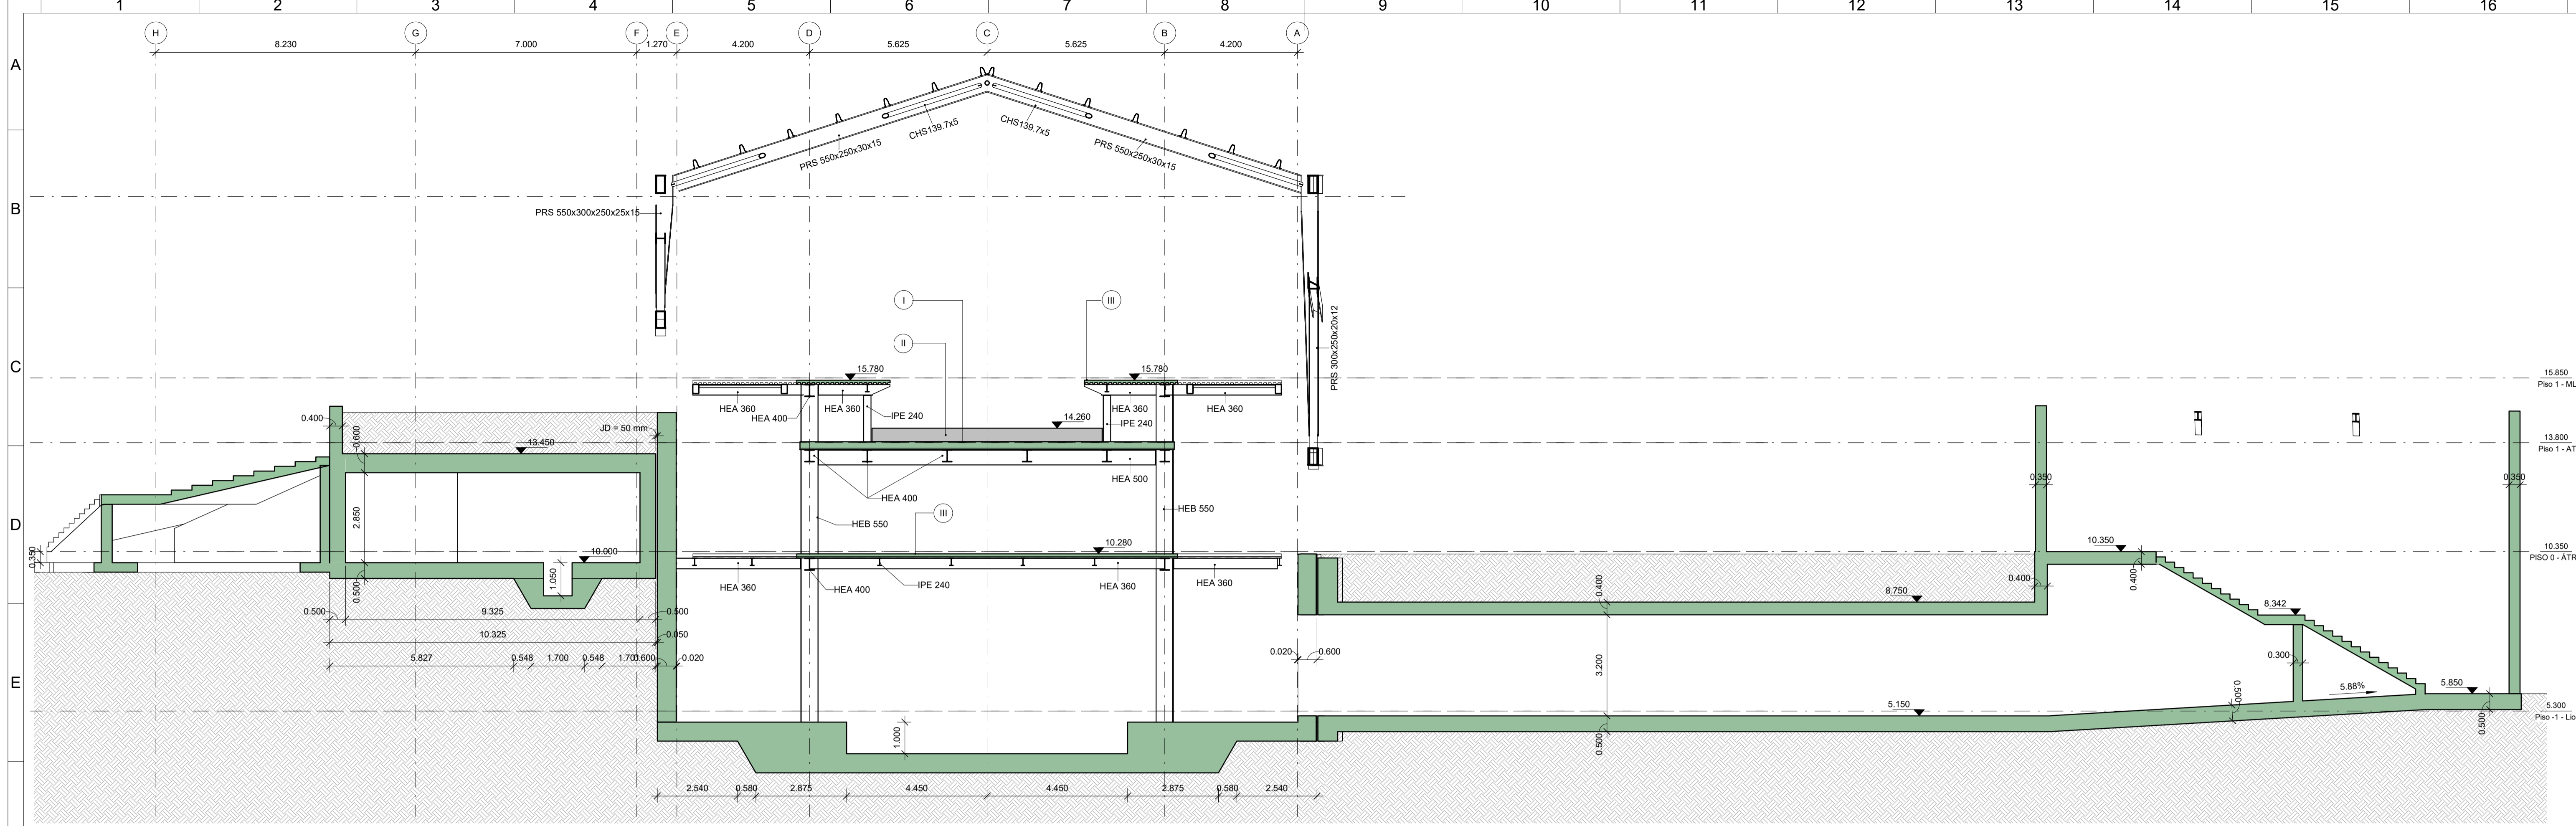 1 2 3 4 5 6 7 8 9 10 11 12 13 14 15 16
H G F E D C B A
8.230 7.000 1.270 4.200 5.625 5.625 4.200
A
CHS139.7x5
CHS139.7x5
PRS 550x250x30x15
PRS 550x250x30x15
B
PRS 550x300x250x25x15
I
III
II
PRS 300x250x20x12
C
15.780
15.780
15.850
Piso 1 - ML
HEA 360
HEA 400
HEA 360
IPE 240
HEA 360
HEA 360
IPE 240
14.260
0.400
0.600
13.450
JD = 50 mm
13.800
Piso 1 - AT
HEA 500
HEA 400
0.350
0.350
III
HEB 550
HEB 550
D
2.850
0.350
10.000
10.280
10.350
10.350
PISO 0 - ÁTR
1.050
0.500
HEA 360
HEA 400
IPE 240
HEA 360
HEA 360
0.400
0.400
0.400
8.750
8.342
0.500
9.325
0.500
10.325
0.050
5.827
0.548
1.700
0.548
1.701
0.600
0.020
0.020
0.600
3.200
0.300
E
5.88%
5.850
0.500
5.150
5.300
Piso -1 - Lio
1.000
0.500
0.500
2.540 0.580 2.875 4.450 4.450 2.875 0.580 2.540